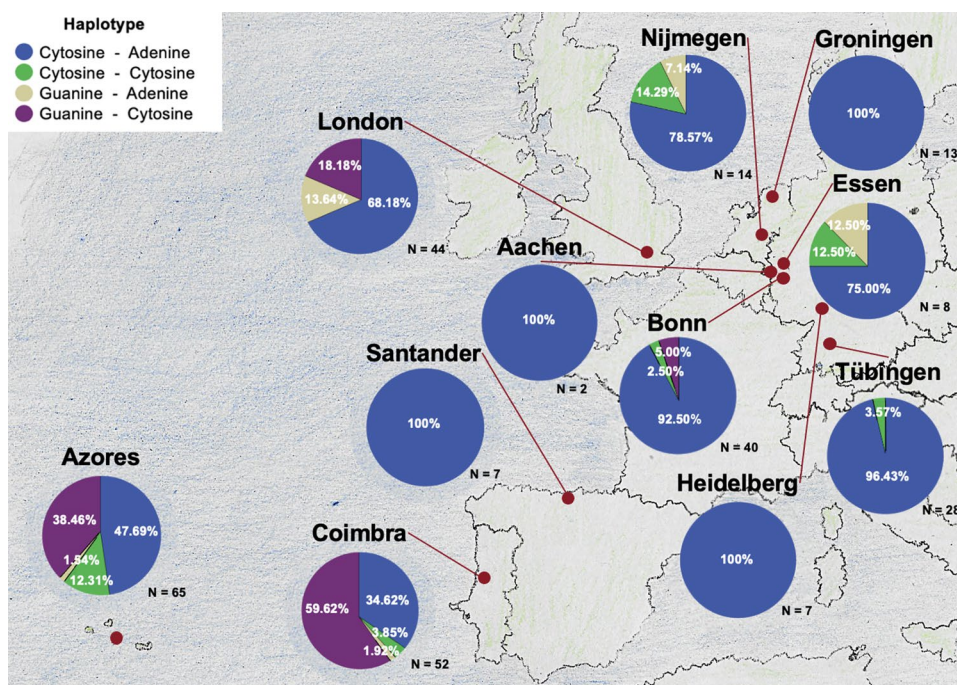 Haplotype
Cytosine - Adenine
Cytosine - Cytosine
Guanine - Adenine
Guanine - Cytosine
Nijmegen
7.14%
14.29%
78.57%
N = 14
Groningen
100%
N = 13
London
18.18%
13.64%
68.18%
N = 44
Essen
12.50%
12.50%
75.00%
N = 8
Aachen
100%
N = 2
Bonn
5.00%
2.50%
92.50%
N = 40
Santander
100%
N = 7
Tübingen
3.57%
96.43%
N = 28
Azores
38.46%
47.69%
1.54%
12.31%
N = 65
Coimbra
59.62%
34.62%
3.85%
1.92%
N = 52
Heidelberg
100%
N = 7